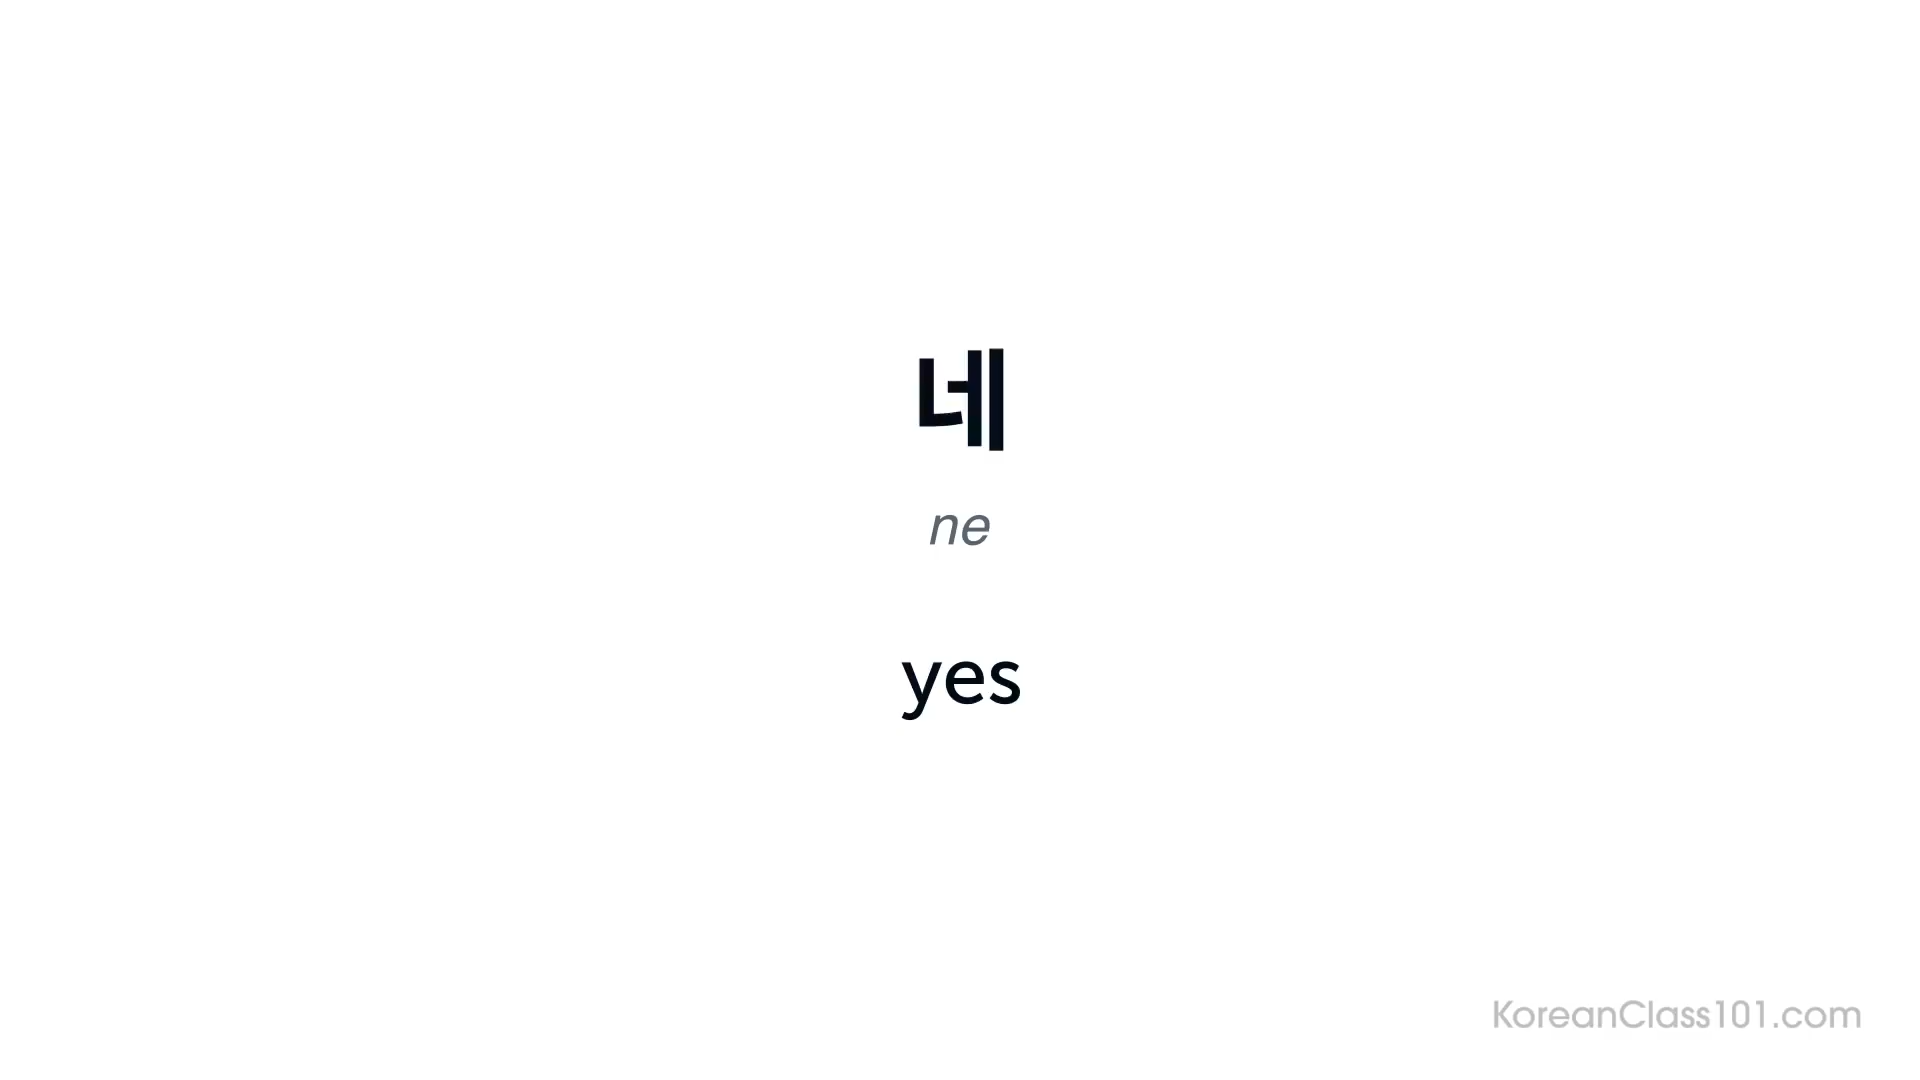 네
ne
yes
KoreanClass101.com